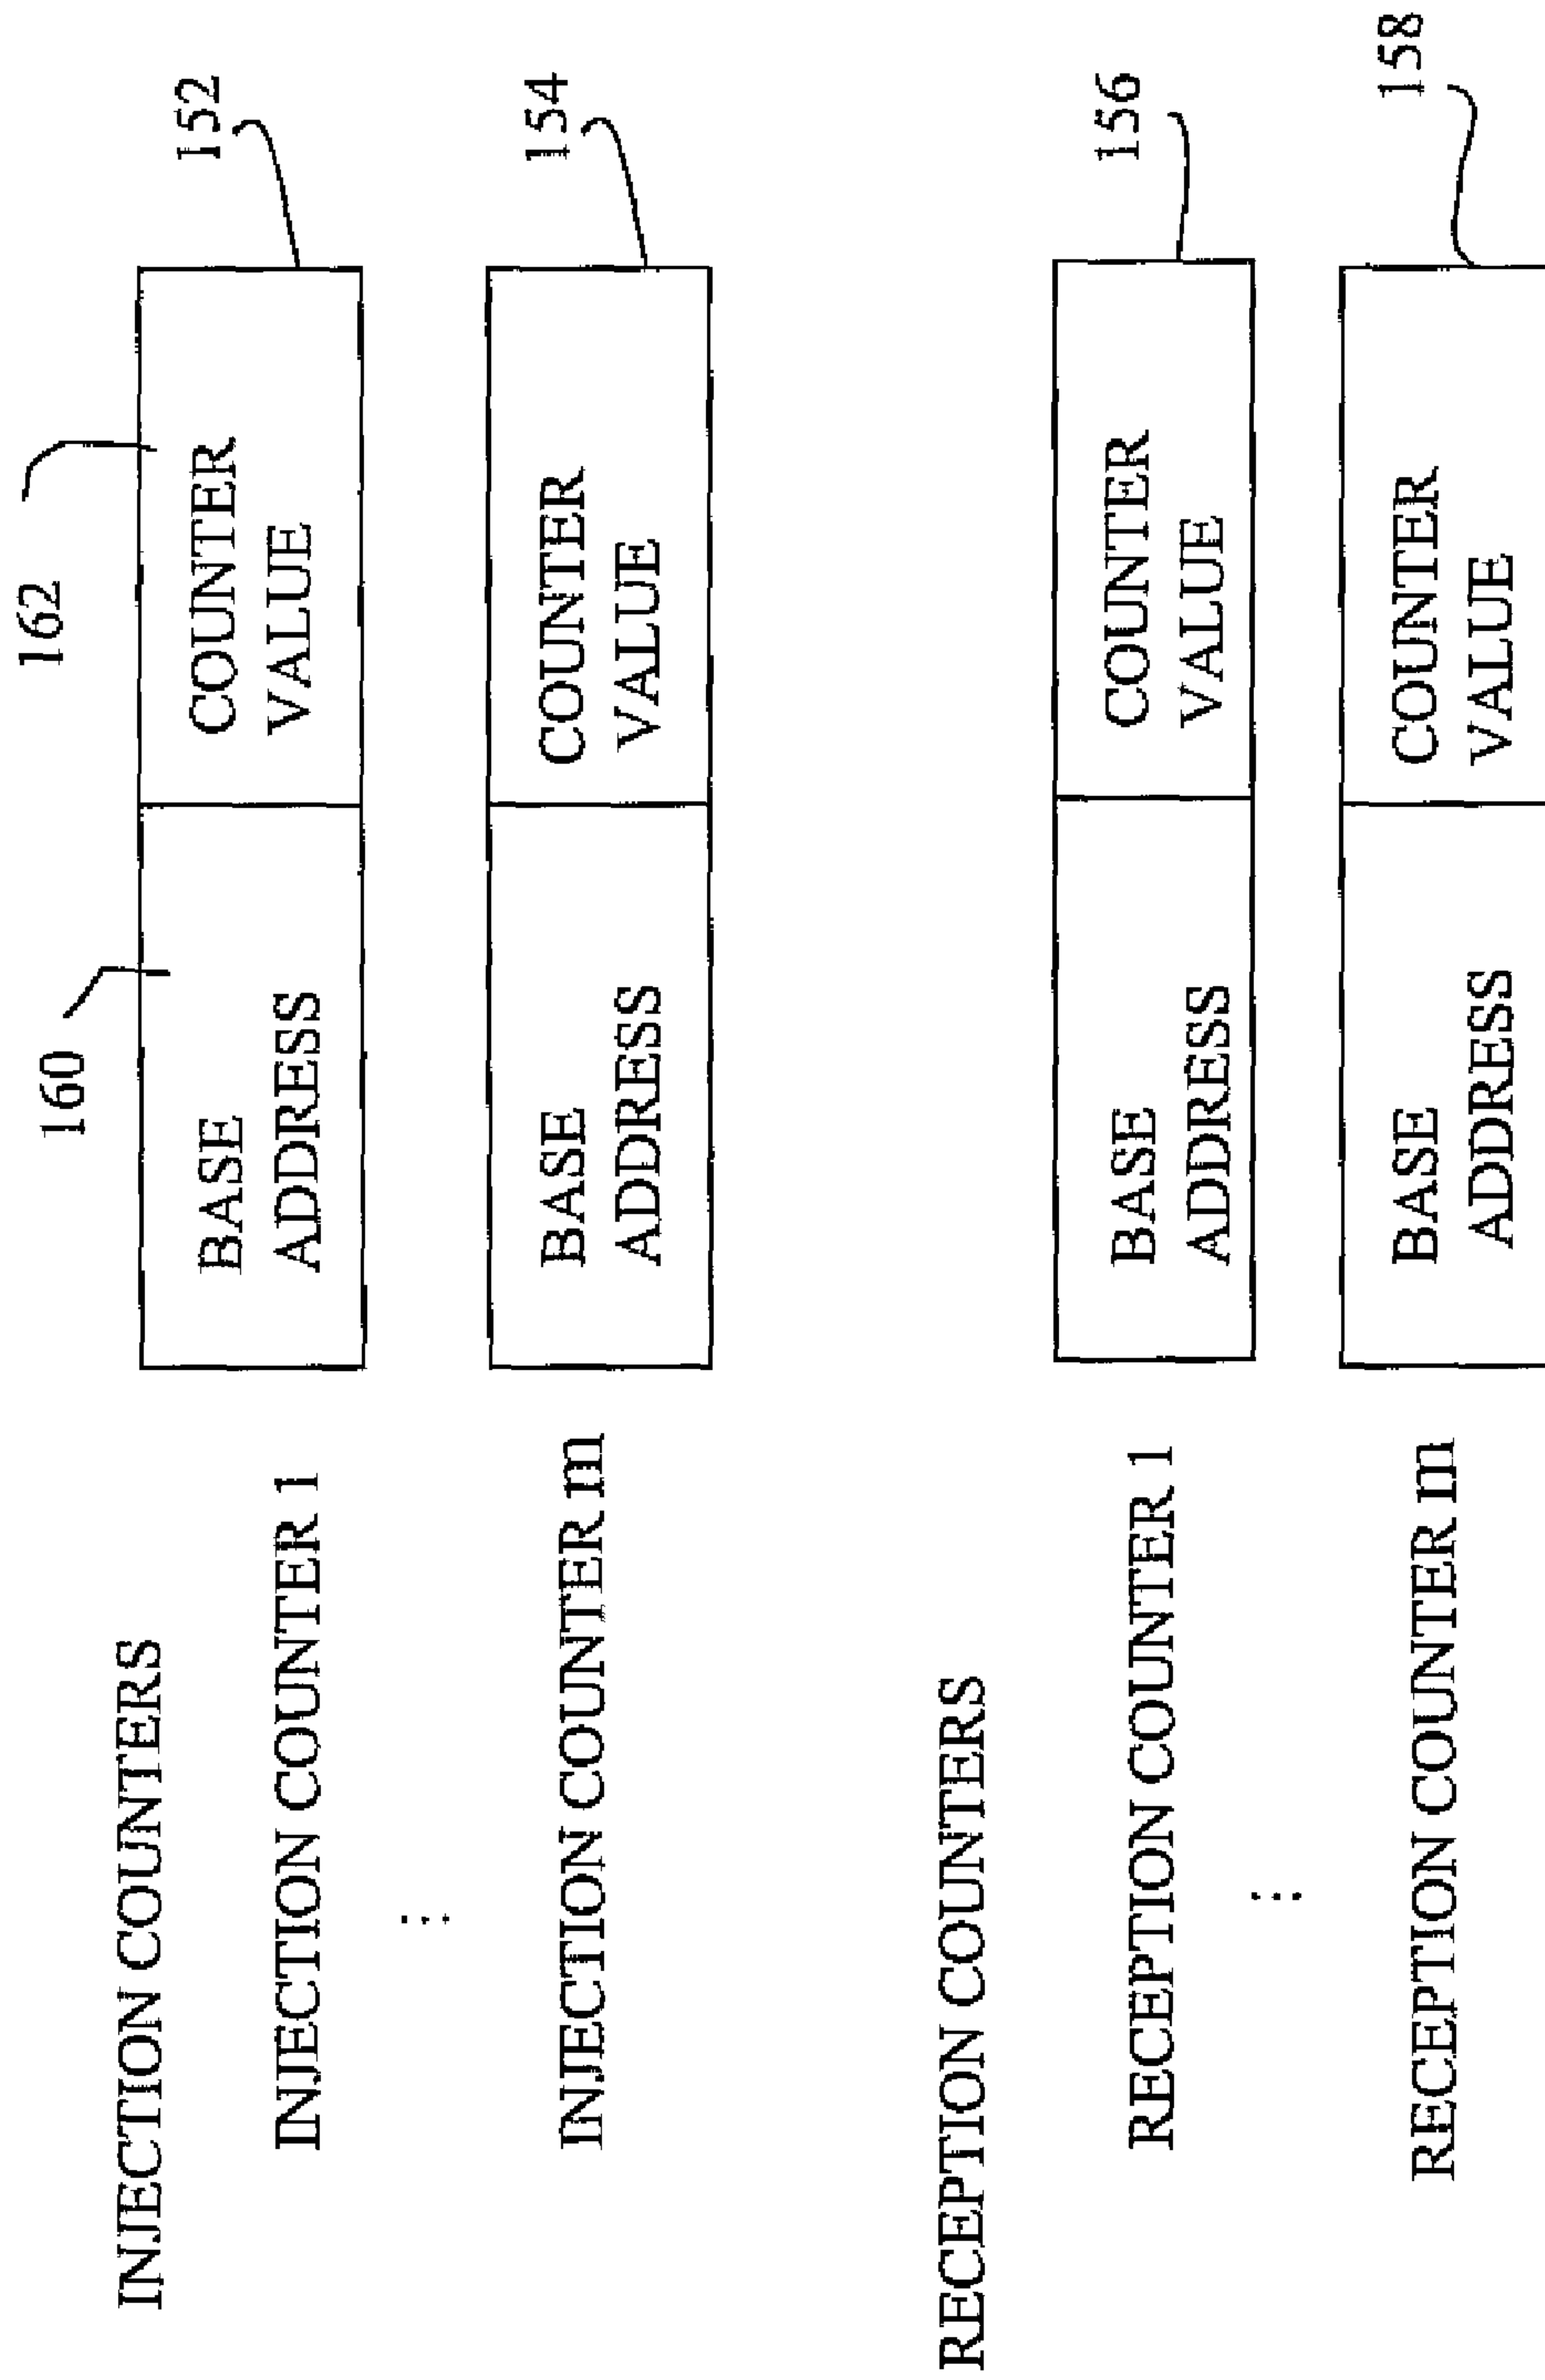 162
160
INJECTION COUNTERS
INJECTION COUNTER 1
BASE
ADDRESS
COUNTER
VALUE
152
⋮
INJECTION COUNTER m
BASE
ADDRESS
COUNTER
VALUE
154
RECEPTION COUNTERS
RECEPTION COUNTER 1
BASE
ADDRESS
COUNTER
VALUE
156
⋮
RECEPTION COUNTER m
BASE
ADDRESS
COUNTER
VALUE
158